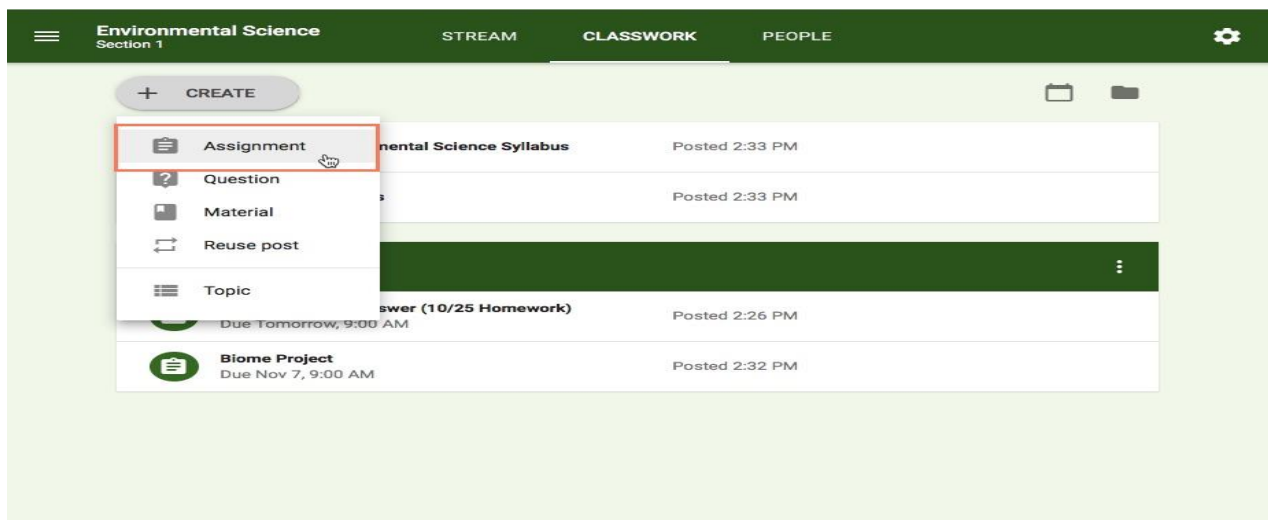 Environmental Science
Section 1
STREAM
CLASSWORK
PEOPLE
+ CREATE
Assignment
mental Science Syllabus
Posted 2:33 PM
Question
s
Posted 2:33 PM
Material
Reuse post
Topic
swer (10/25 Homework)
Due Tomorrow, 9:00 AM
Posted 2:26 PM
Biome Project
Due Nov 7, 9:00 AM
Posted 2:32 PM